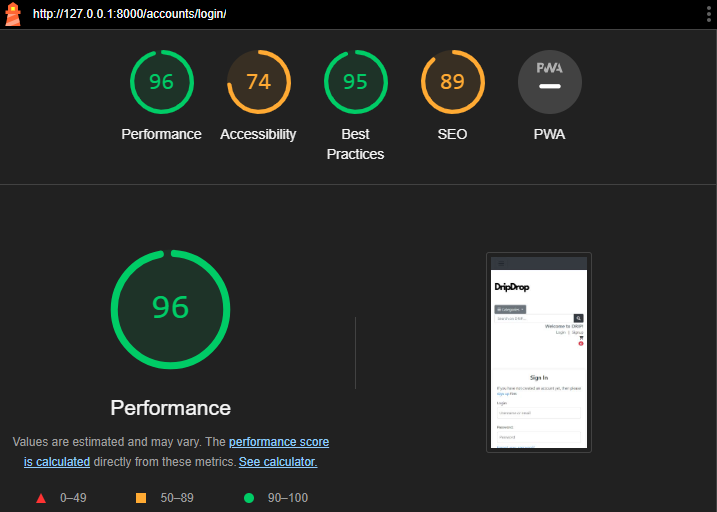 http://127.0.0.1:8000/accounts/login/
96
74
95
89
PWA
Performance
Accessibility
Best
Practices
SEO
PWA
96
Performance
Values are estimated and may vary. The performance score
is calculated directly from these metrics. See calculator.
0–49
50–89
90–100
DripDrop
All Categories
Welcome to DRIP!
Login | Signup
Sign In
If you have not created an account yet, then please
sign up first.
Login:
Username or email
Password:
Password